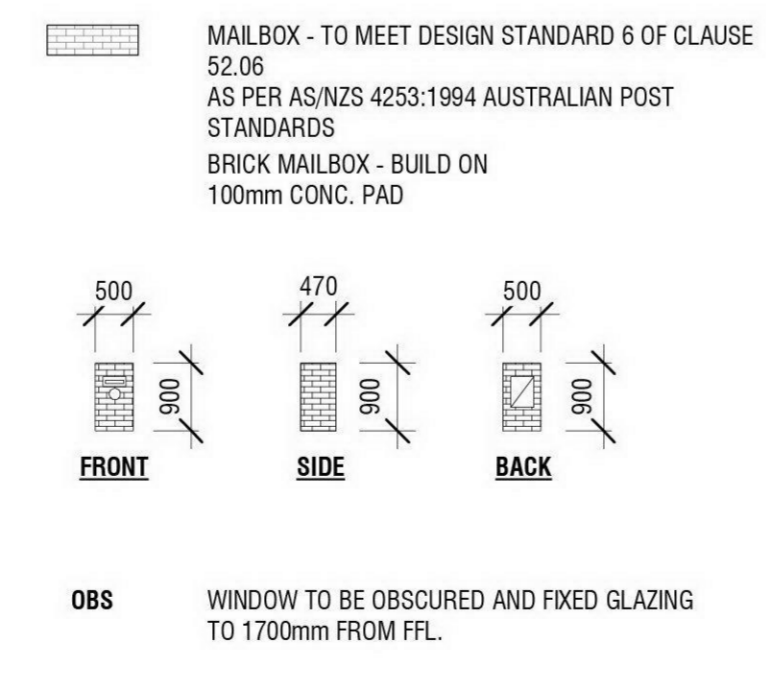 MAILBOX - TO MEET DESIGN STANDARD 6 OF CLAUSE
52.06
AS PER AS/NZS 4253:1994 AUSTRALIAN POST
STANDARDS
BRICK MAILBOX - BUILD ON
100mm CONC. PAD
500
470
500
900
900
900
FRONT
SIDE
BACK
OBS
WINDOW TO BE OBSCURED AND FIXED GLAZING
TO 1700mm FROM FFL.